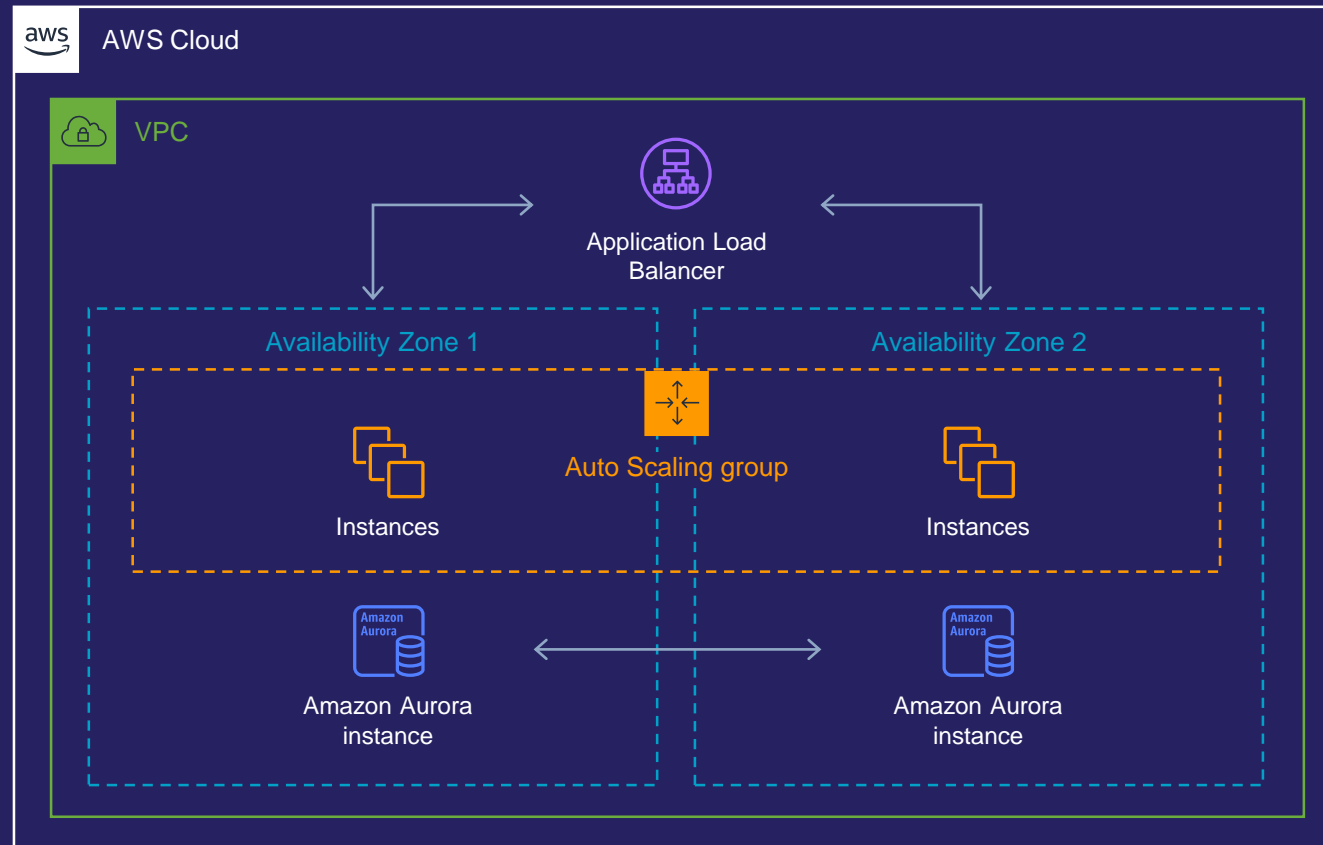 aws
AWS Cloud
VPC
Application Load
Balancer
Availability Zone 1
Availability Zone 2
Auto Scaling group
Instances
Instances
Amazon
Aurora
Amazon
Aurora
Amazon Aurora
instance
Amazon Aurora
instance